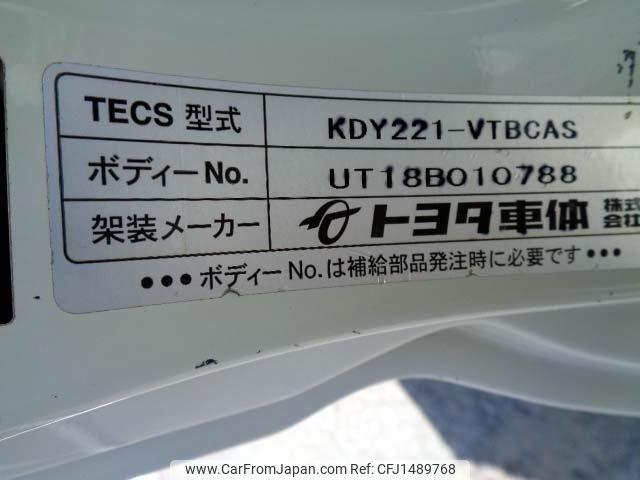 TECS 型式 KDY221-VTBCAS
ボディーNo. UT18B010788
架装メーカー トヨタ車体 株式会社
•••ボディーNo.は補給部品発注時に必要です•••
www.CarFromJapan.com | CFJ1489768